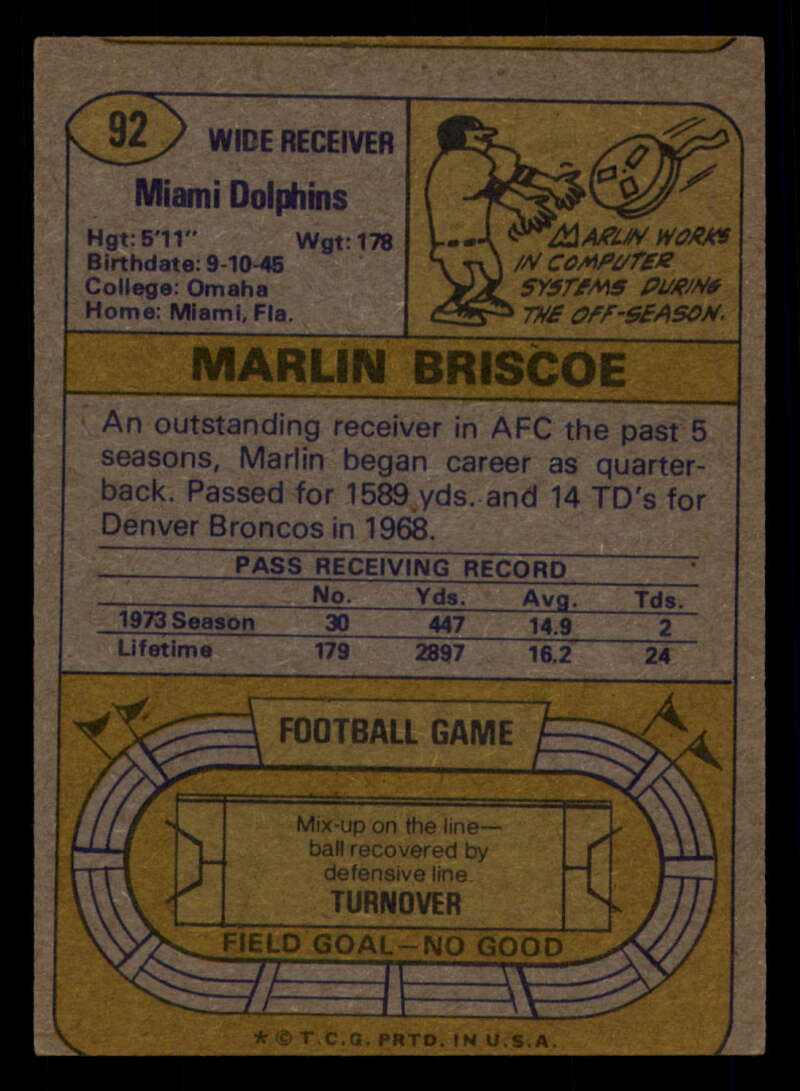 92
WIDE RECEIVER
Miami Dolphins
Hgt: 5'11" Wgt: 178
Birthdate: 9-10-45
College: Omaha
Home: Miami, Fla.
MARLIN WORKS
IN COMPUTER
SYSTEMS DURING
THE OFF-SEASON.
MARLIN BRISCOE
An outstanding receiver in AFC the past 5
seasons, Marlin began career as quarter-
back. Passed for 1589 yds. and 14 TD's for
Denver Broncos in 1968.
PASS RECEIVING RECORD
No. Yds. Avg. Tds.
1973 Season 30 447 14.9 2
Lifetime 179 2897 16.2 24
FOOTBALL GAME
Mix-up on the line—
ball recovered by
defensive line.
TURNOVER
FIELD GOAL—NO GOOD
* © T.C.G. PRTD. IN U.S.A.